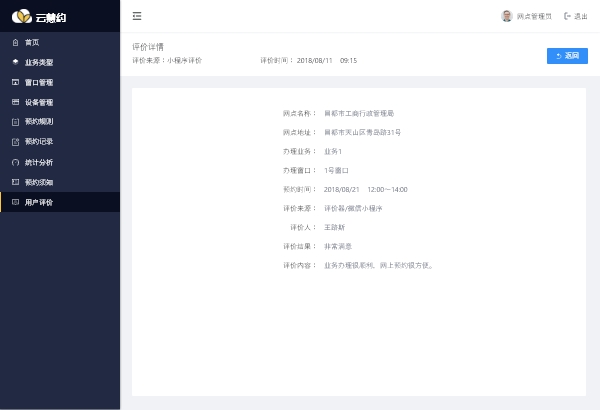 云慧约
网点管理员
退出
首页
业务类型
窗口管理
设备管理
预约规则
预约记录
统计分析
预约须知
用户评价
评价详情
评价来源：小程序评价
评价时间： 2018/08/11 09:15
返回
网点名称： 昌都市工商行政管理局
网点地址： 昌都市天山区青岛路31号
办理业务： 业务1
办理窗口： 1号窗口
预约时间： 2018/08/21 12:00～14:00
评价来源： 评价器/微信小程序
评价人：
评价结果： 非常满意
评价内容： 业务办理很顺利，网上预约很方便。